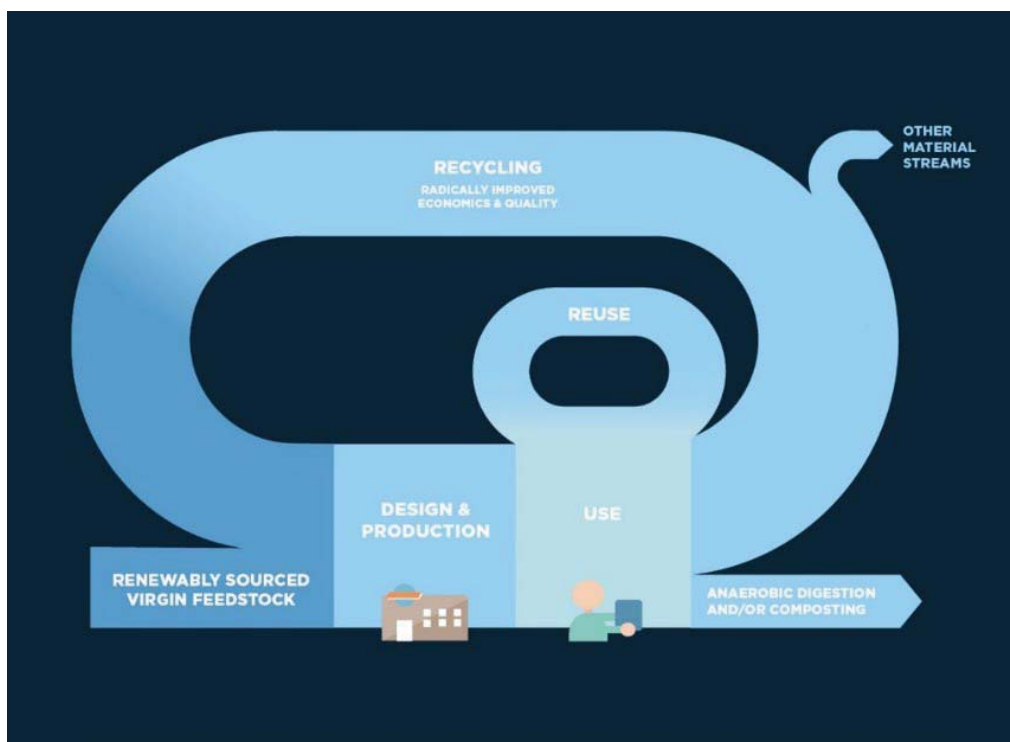 OTHER
MATERIAL
STREAMS
RECYCLING
RADICALLY IMPROVED
ECONOMICS & QUALITY
REUSE
DESIGN &
PRODUCTION
USE
RENEWABLY SOURCED
VIRGIN FEEDSTOCK
ANAEROBIC DIGESTION
AND/OR COMPOSTING